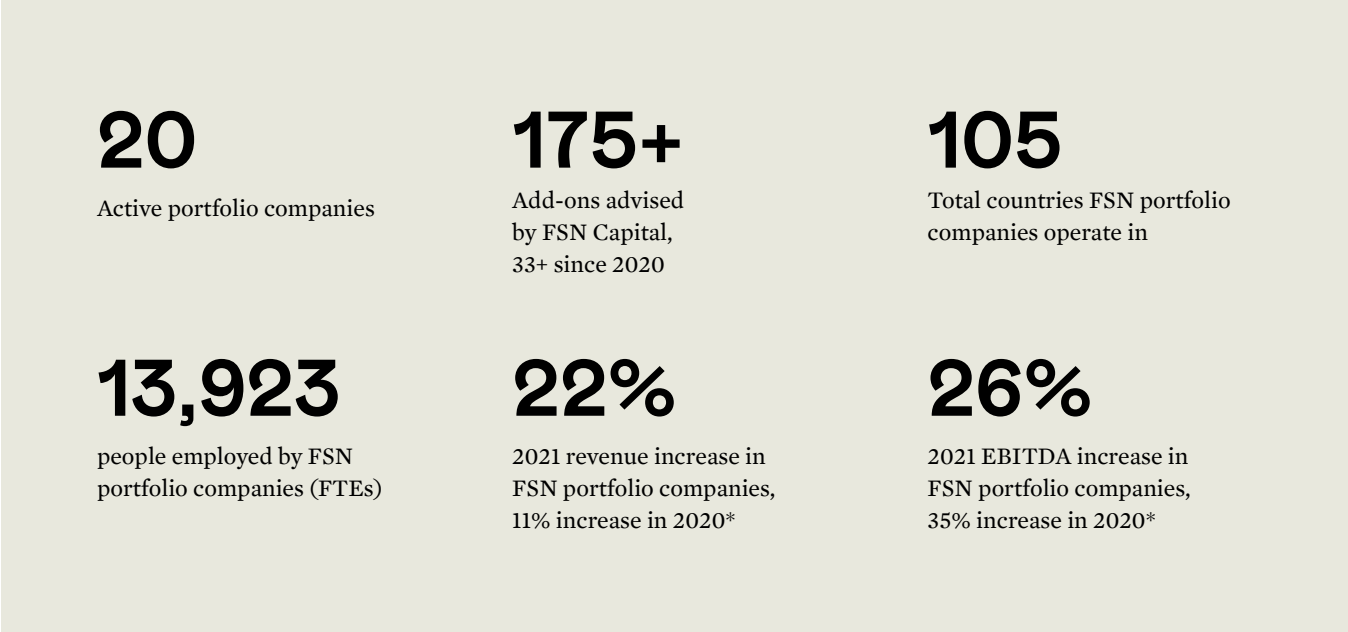 20
Active portfolio companies
175+
Add-ons advised
by FSN Capital,
33+ since 2020
105
Total countries FSN portfolio
companies operate in
13,923
people employed by FSN
portfolio companies (FTEs)
22%
2021 revenue increase in
FSN portfolio companies,
11% increase in 2020*
26%
2021 EBITDA increase in
FSN portfolio companies,
35% increase in 2020*